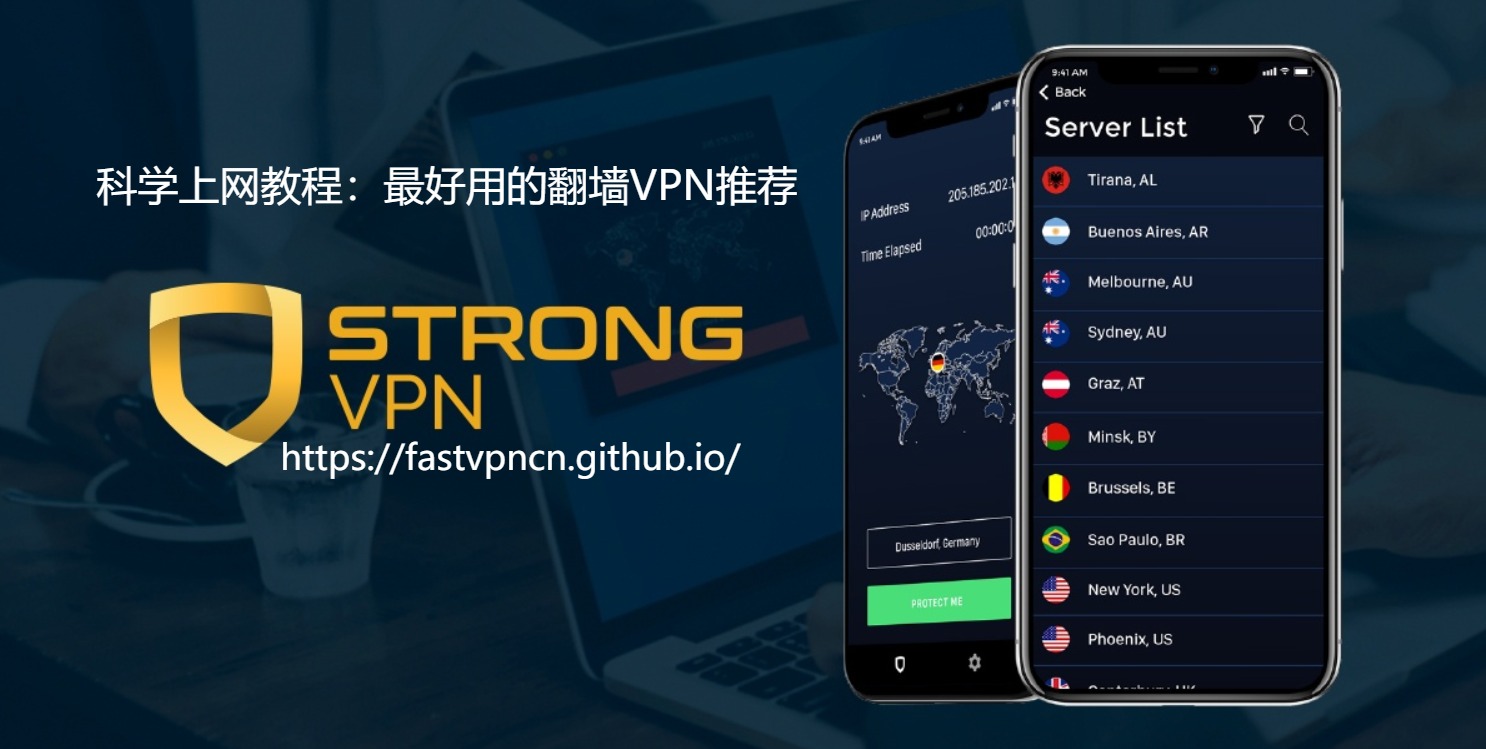 科学上网教程：最好用的翻墙VPN推荐
STRONG
VPN
https://fastvpncn.github.io/
9:41 AM
IP Address 205.185.202.1
Time Elapsed 00:00:0
Dusseldorf, Germany
PROTECT ME
9:41 AM
Back
Server List
Tirana, AL
Buenos Aires, AR
Melbourne, AU
Sydney, AU
Graz, AT
Minsk, BY
Brussels, BE
Sao Paulo, BR
New York, US
Phoenix, US